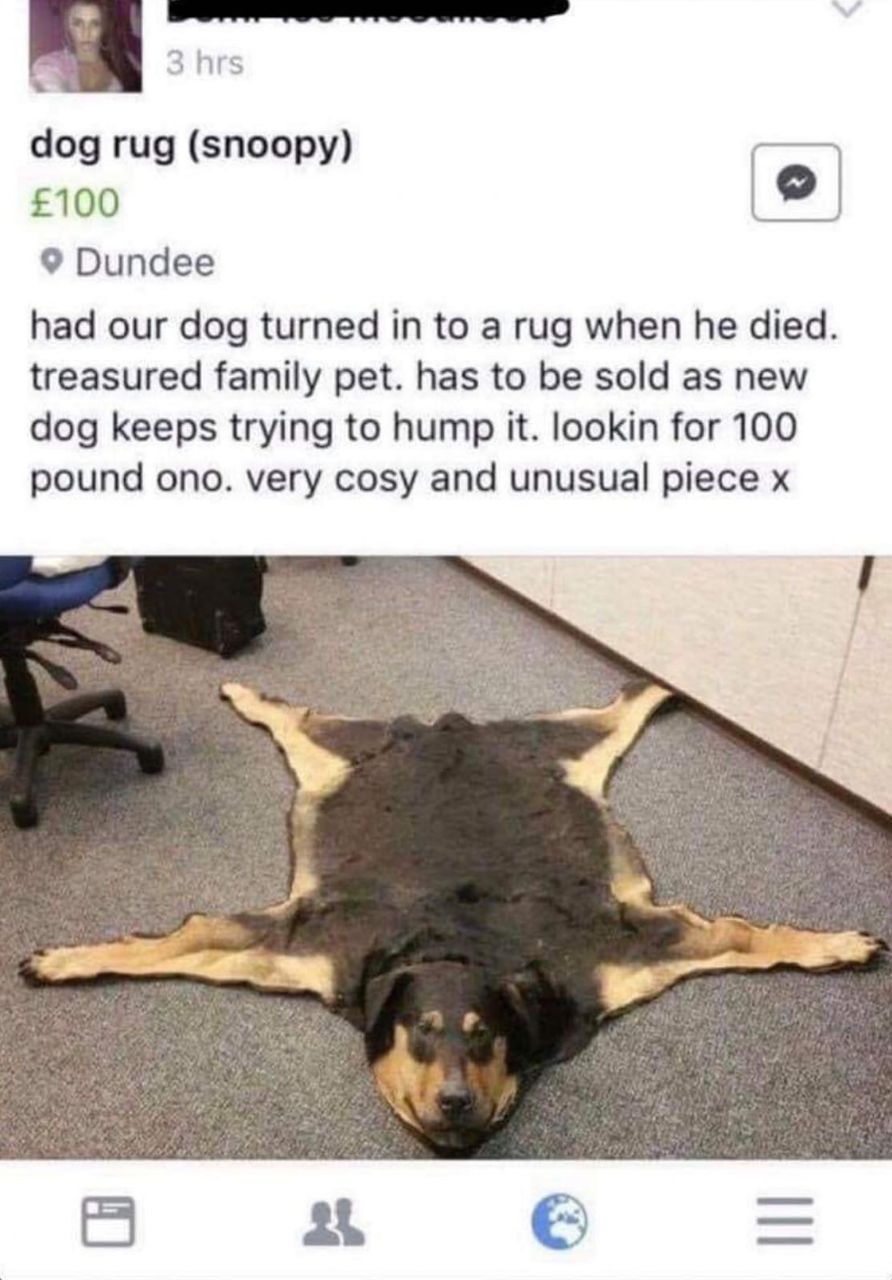 3 hrs
dog rug (snoopy)
£100
Dundee
had our dog turned in to a rug when he died.
treasured family pet. has to be sold as new
dog keeps trying to hump it. lookin for 100
pound ono. very cosy and unusual piece x